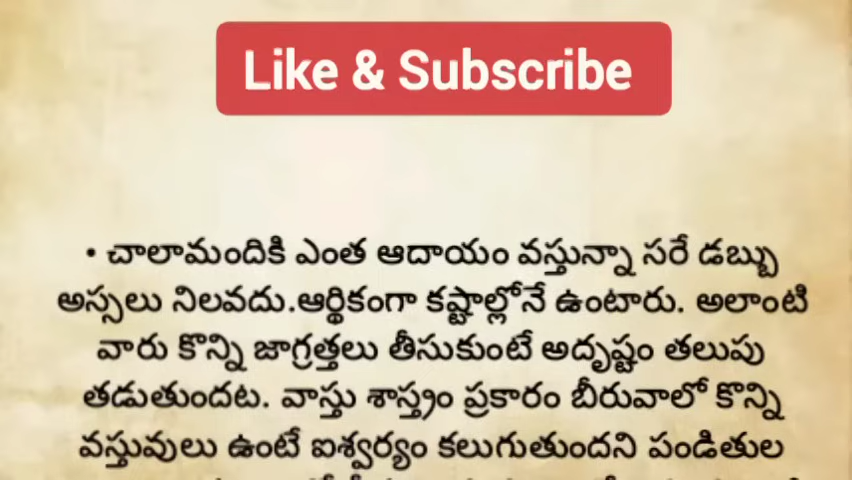 Like & Subscribe
• చాలామందికి ఎంత ఆదాయం వస్తున్నా సరే డబ్బు
అస్సలు నిలవదు.ఆర్థికంగా కష్టాల్లోనే ఉంటారు. అలాంటి
వారు కొన్ని జాగ్రత్తలు తీసుకుంటే అదృష్టం తలుపు
తడుతుందట. వాస్తు శాస్త్రం ప్రకారం బీరువాలో కొన్ని
వస్తువులు ఉంటే ఐశ్వర్యం కలుగుతుందని పండితుల